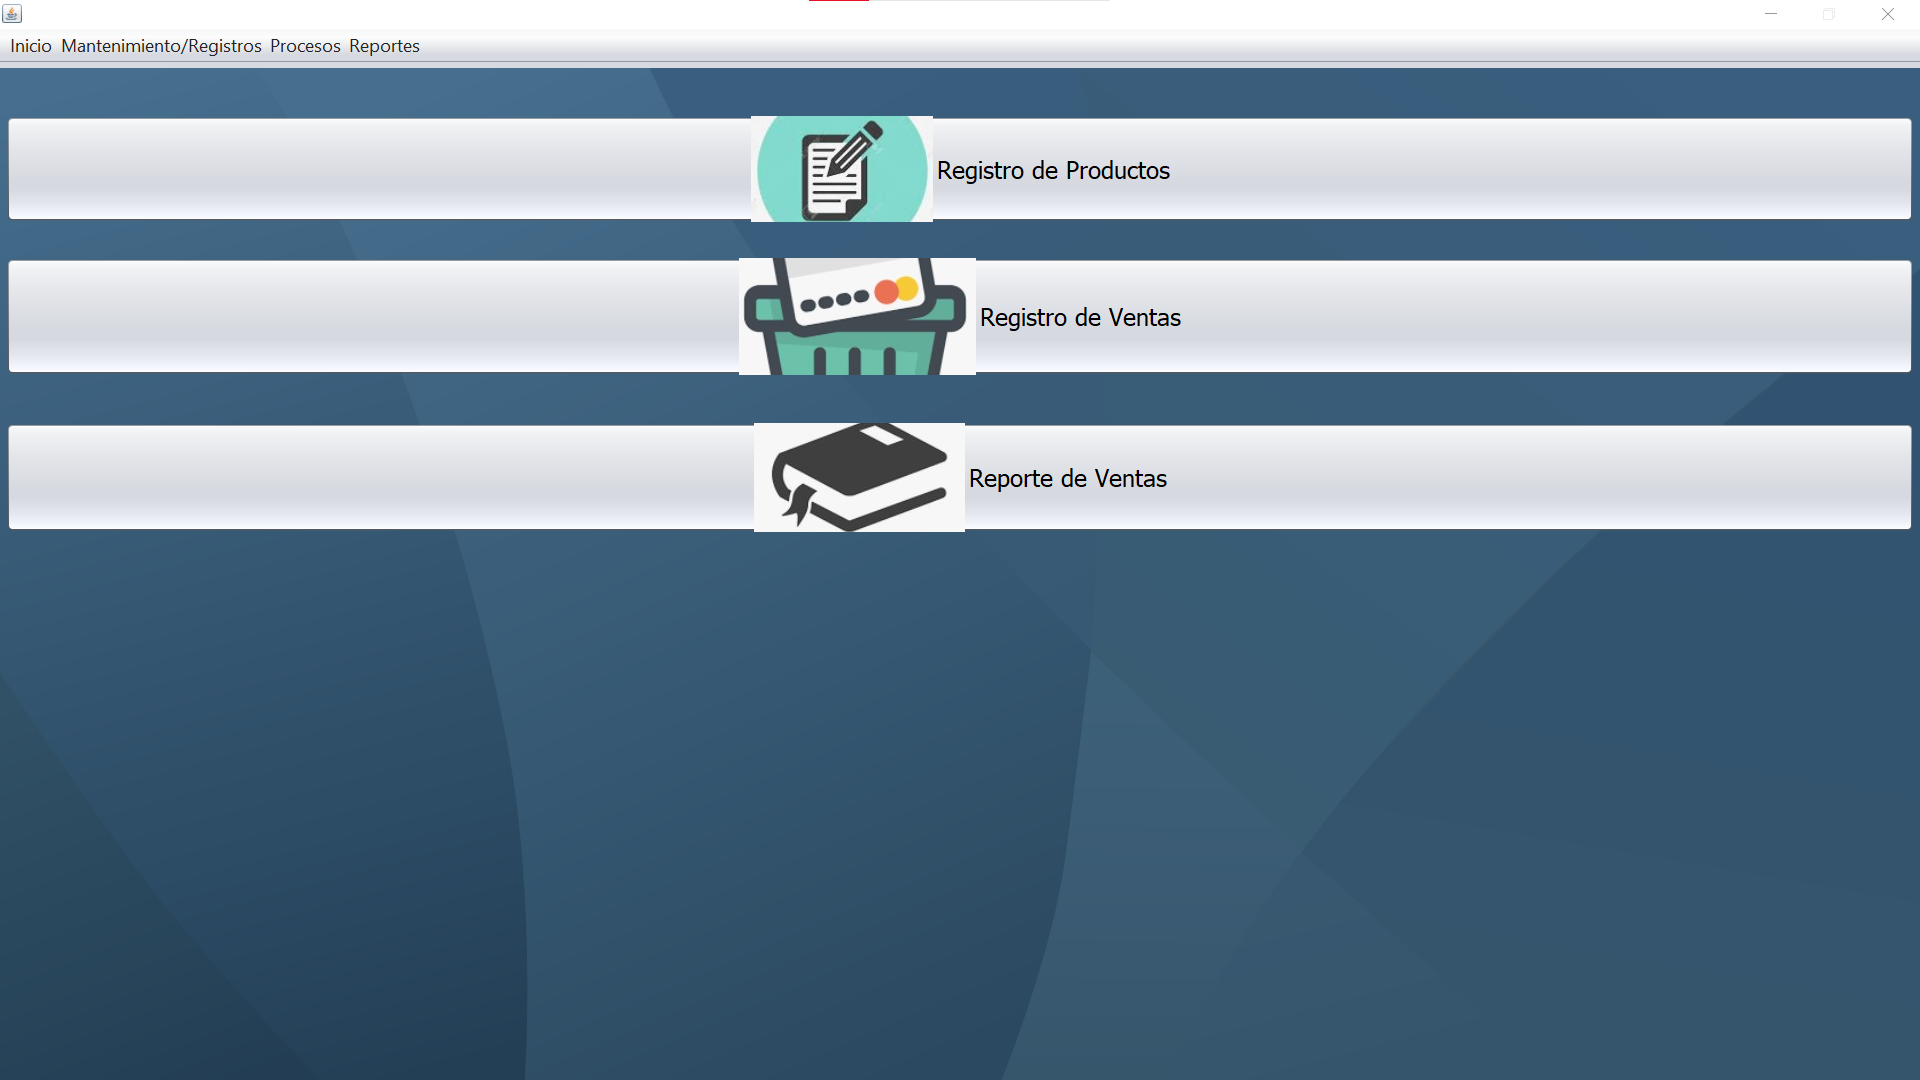 Inicio Mantenimiento/Registros Procesos Reportes
Registro de Productos
Registro de Ventas
Reporte de Ventas